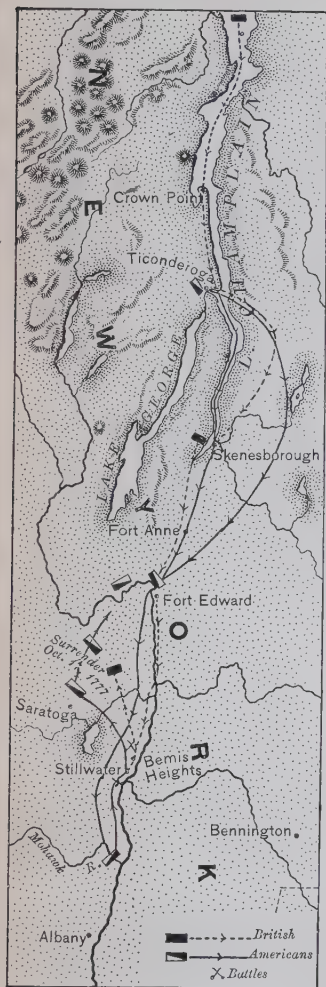 NEW YORK
L. CHAMPLAIN
Crown Point
Ticonderoga
LAKE GEORGE
Skenesborough
Fort Anne
Fort Edward
Surrender
Oct. 17, 1777
Saratoga
Bemis
Heights
Stillwater
Bennington
Mohawk R.
Albany
British
Americans
Battles